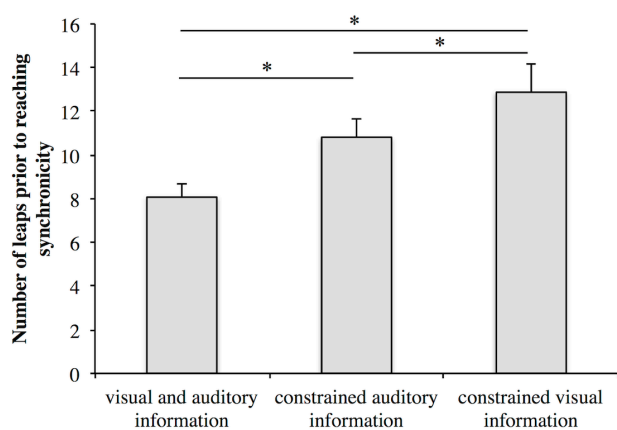 Number of leaps prior to reaching
synchronicity
16
14
12
10
8
6
4
2
0
*
*
*
visual and auditory
information
constrained auditory
information
constrained visual
information